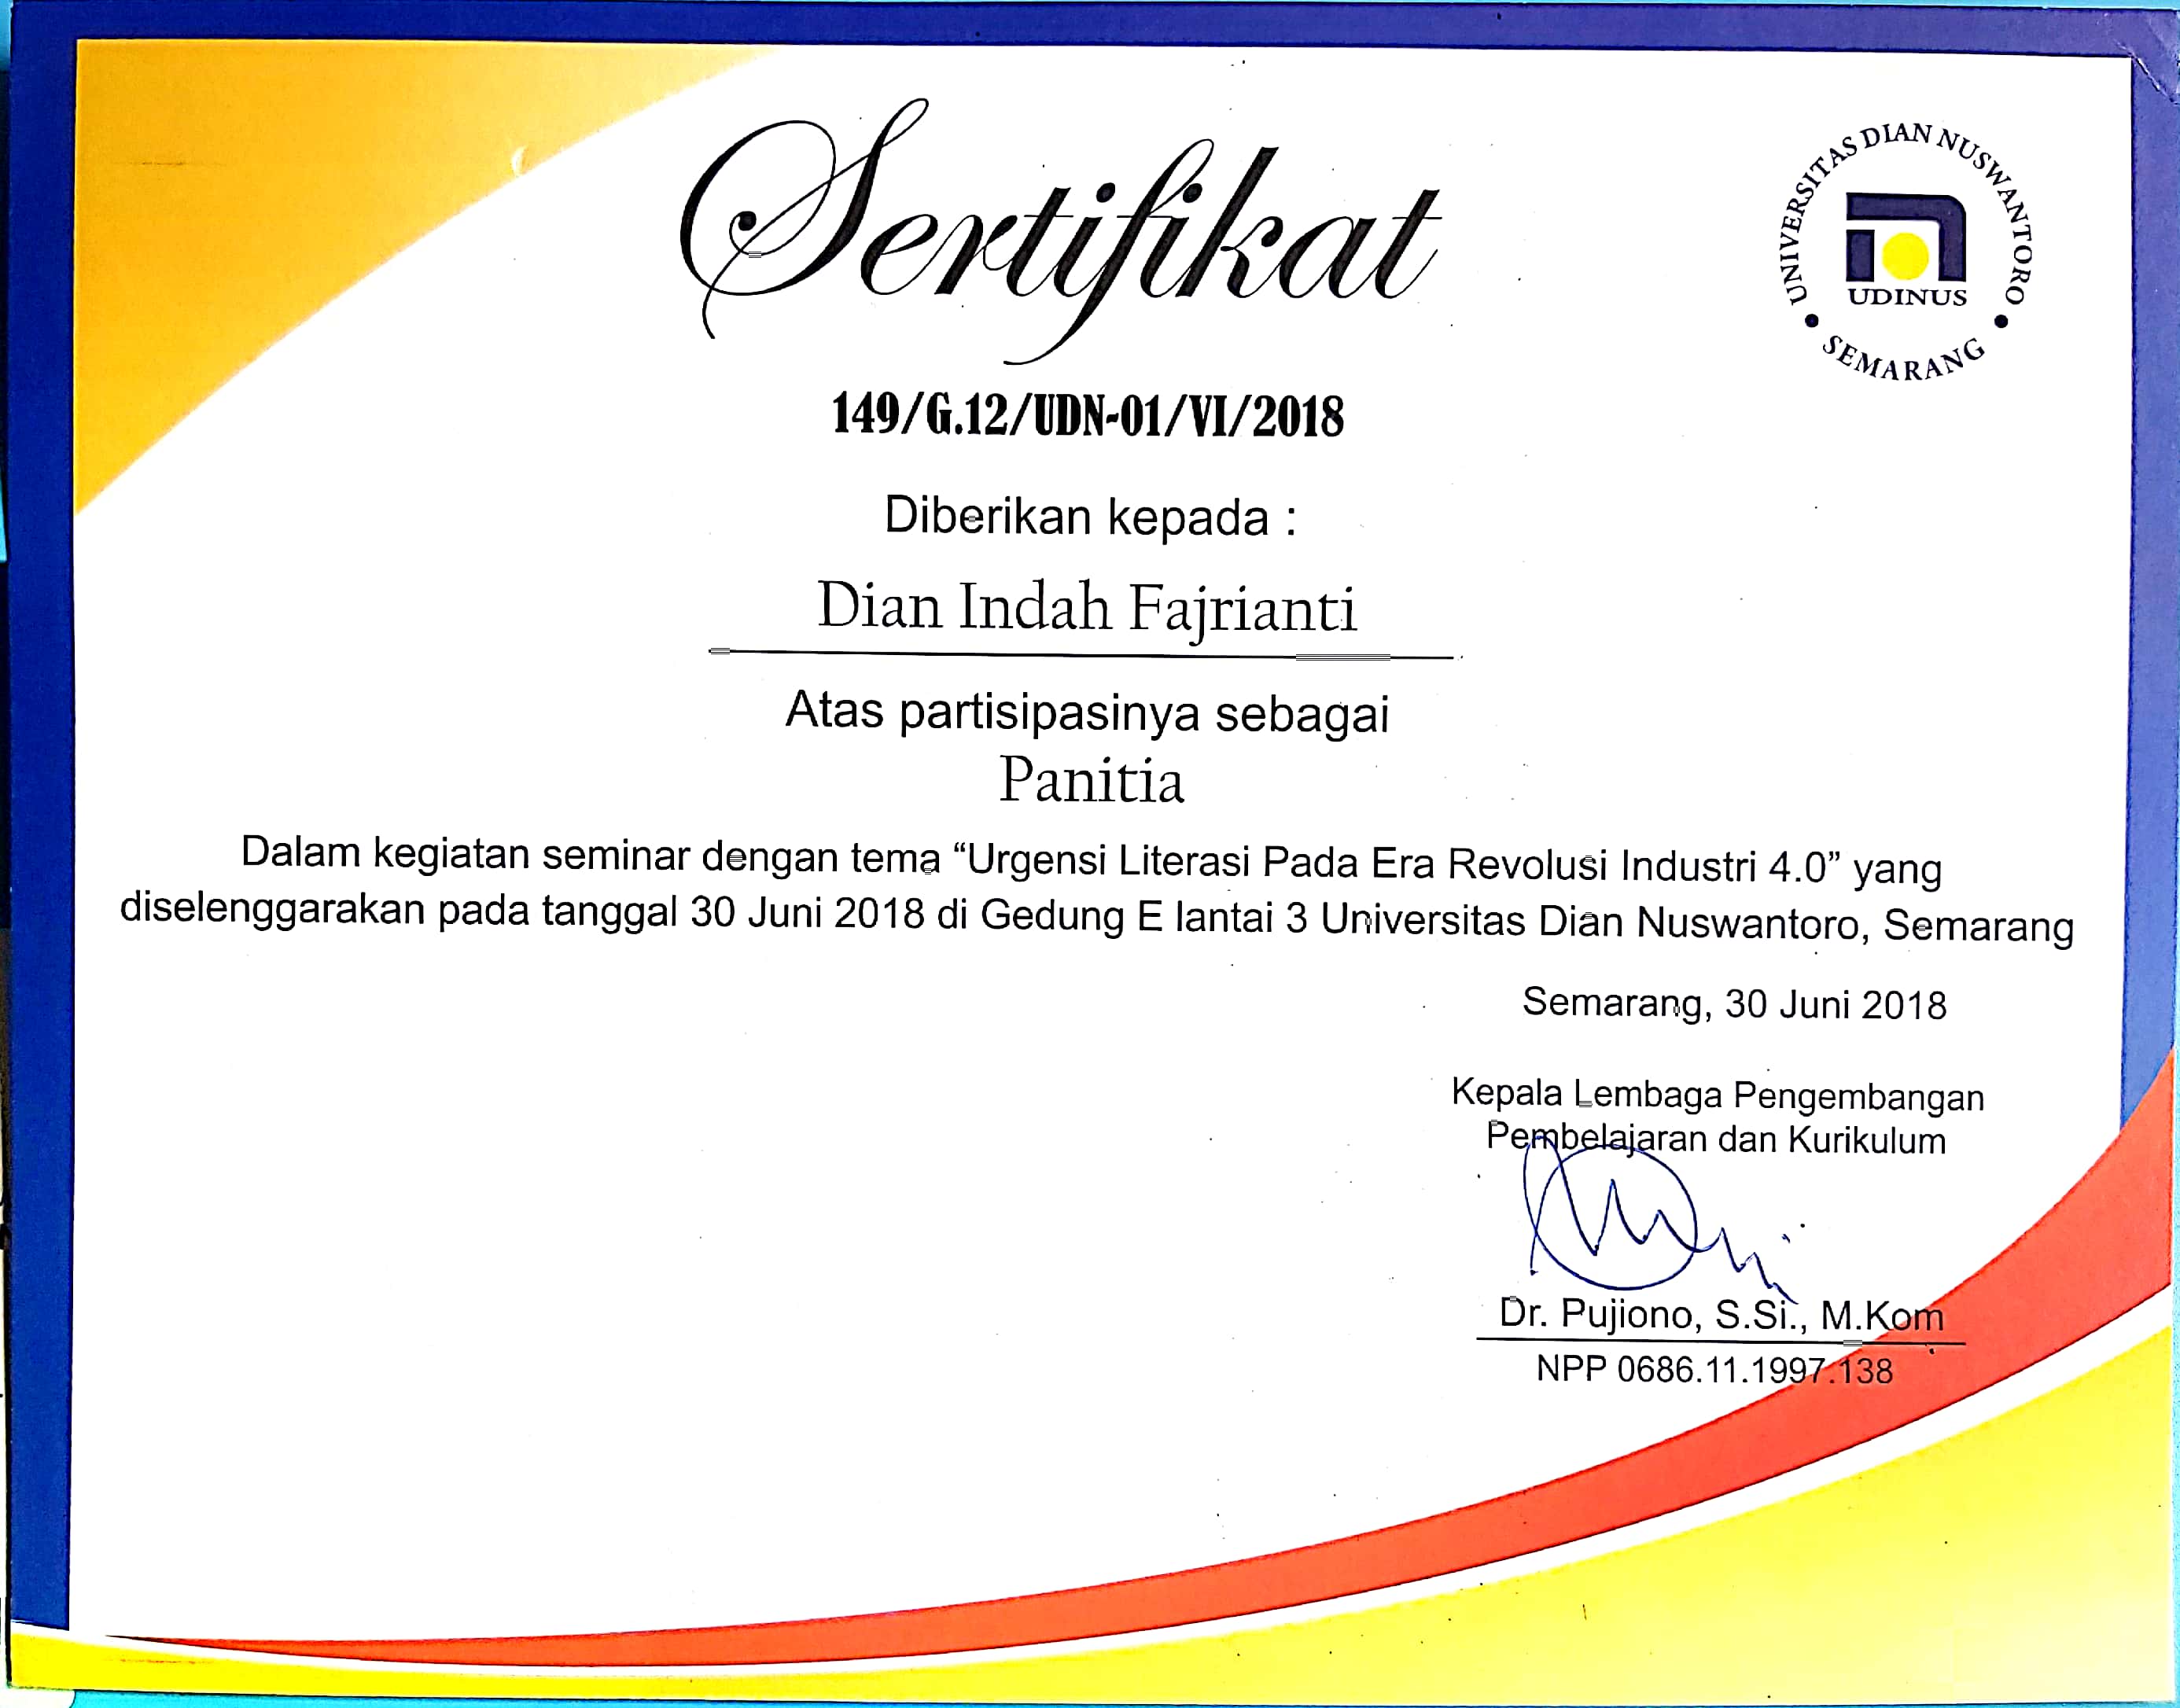 Sertifikat
UNIVERSITAS DIAN NUSWANTORO
UDINUS
SEMARANG
149/G.12/UDN-01/VI/2018
Diberikan kepada :
Dian Indah Fajrianti
Atas partisipasinya sebagai
Panitia
Dalam kegiatan seminar dengan tema “Urgensi Literasi Pada Era Revolusi Industri 4.0” yang
diselenggarakan pada tanggal 30 Juni 2018 di Gedung E lantai 3 Universitas Dian Nuswantoro, Semarang
Semarang, 30 Juni 2018
Kepala Lembaga Pengembangan
Pembelajaran dan Kurikulum
Dr. Pujiono, S.Si., M.Kom
NPP 0686.11.1997.138